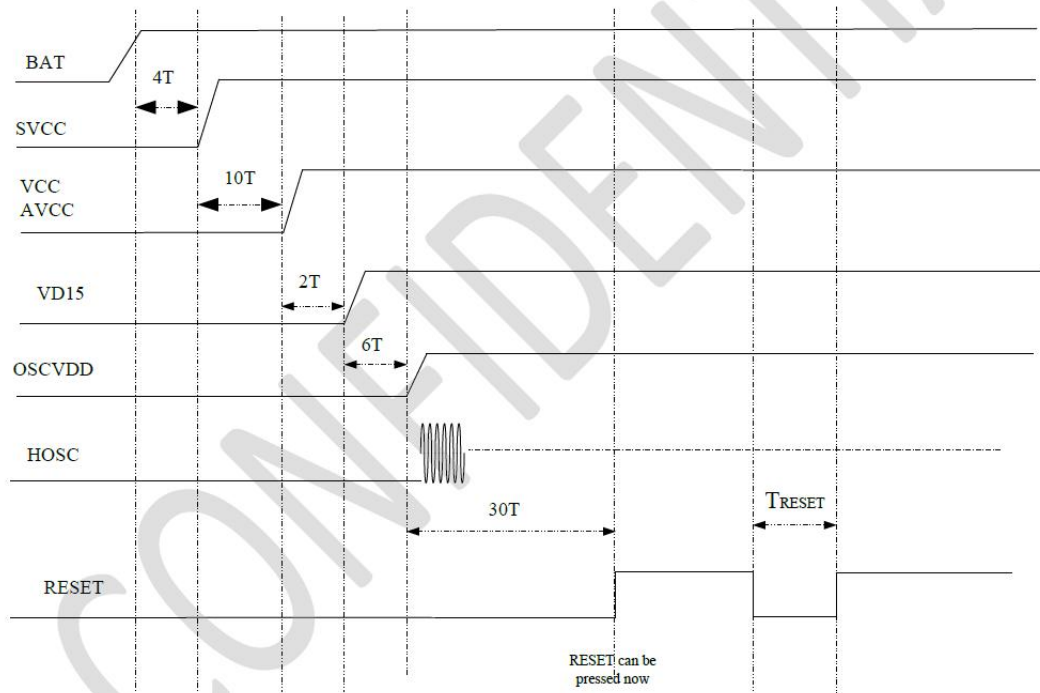 BAT
4T
SVCC
10T
VCC
AVCC
2T
VD15
6T
OSCVDD
HOSC
30T
TRESET
RESET
RESET can be
pressed now
CONFIDENTI